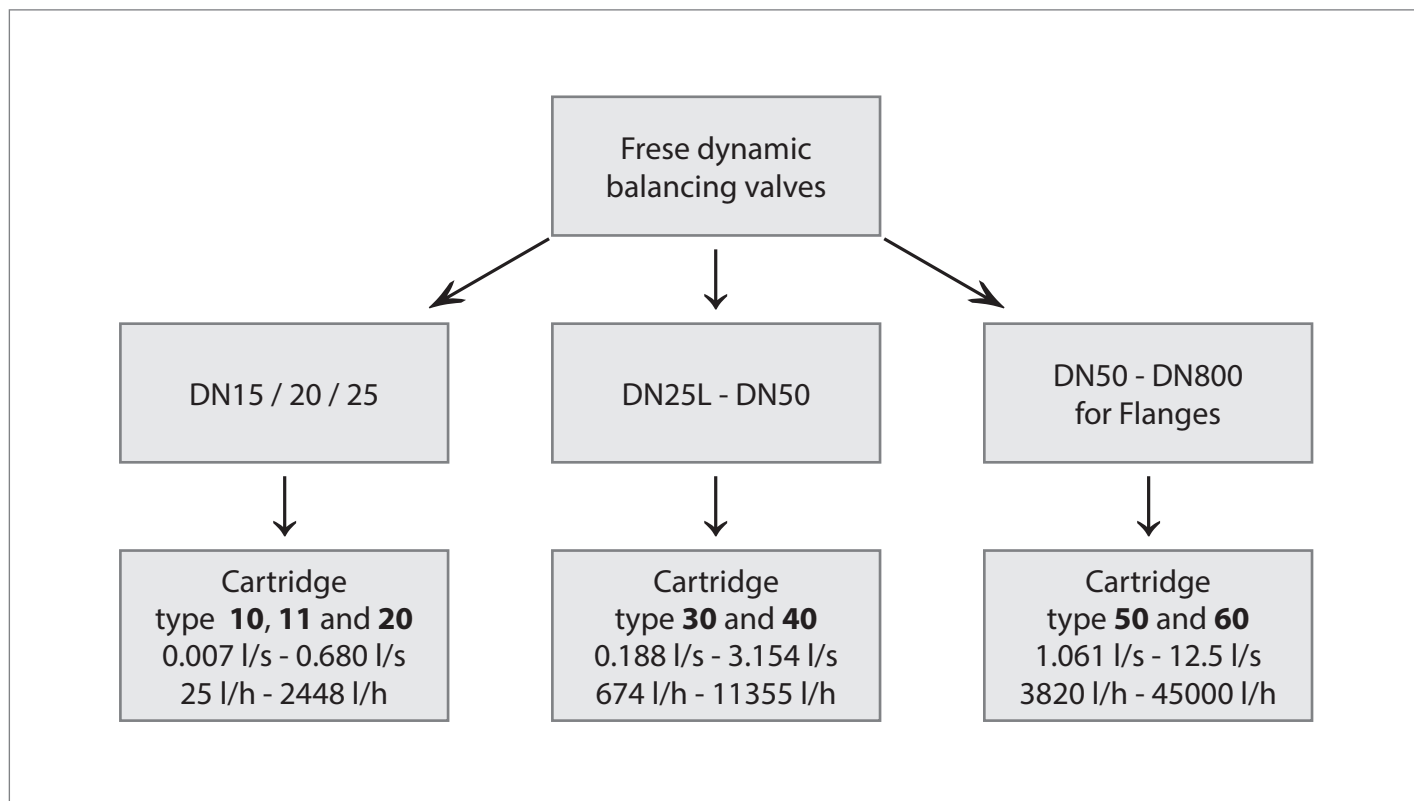 Frese dynamic
balancing valves
DN15 / 20 / 25
DN25L - DN50
DN50 - DN800
for Flanges
Cartridge
type 10, 11 and 20
0.007 l/s - 0.680 l/s
25 l/h - 2448 l/h
Cartridge
type 30 and 40
0.188 l/s - 3.154 l/s
674 l/h - 11355 l/h
Cartridge
type 50 and 60
1.061 l/s - 12.5 l/s
3820 l/h - 45000 l/h